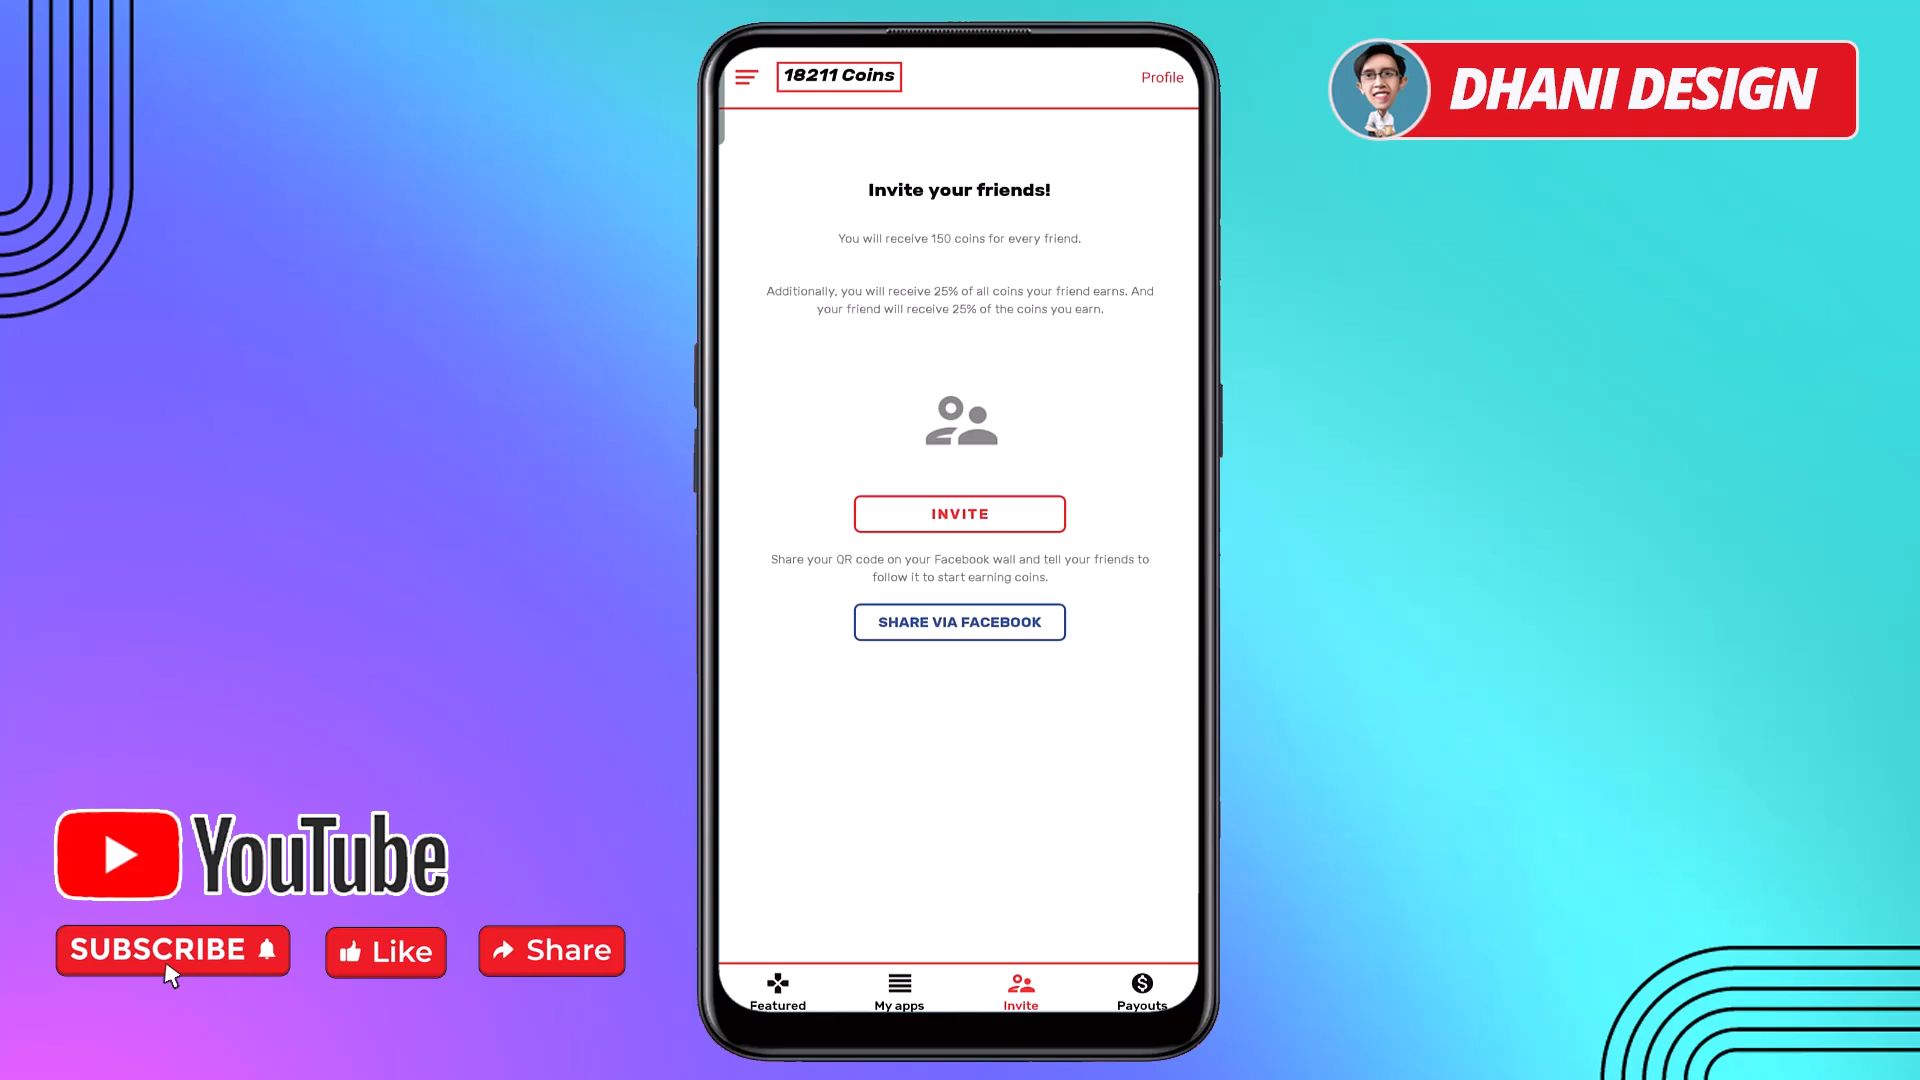 18211 Coins
Profile
DHANI DESIGN
Invite your friends!
You will receive 150 coins for every friend.
Additionally, you will receive 25% of all coins your friend earns. And
your friend will receive 25% of the coins you earn.
INVITE
Share your QR code on your Facebook wall and tell your friends to
follow it to start earning coins.
SHARE VIA FACEBOOK
YouTube
SUBSCRIBE
Like
Share
Featured
My apps
Invite
Payouts